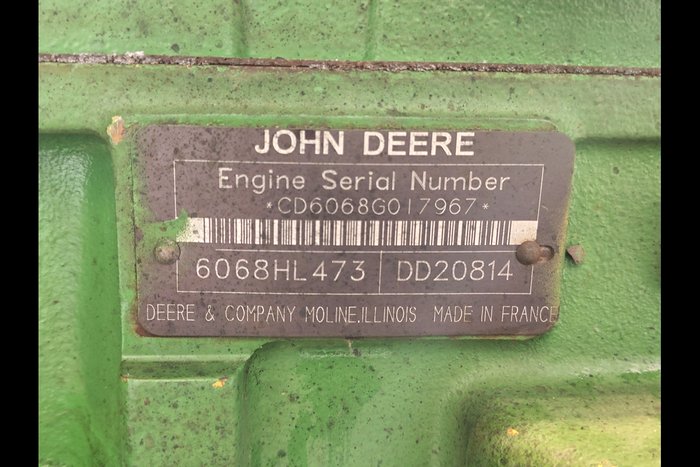 JOHN DEERE
Engine Serial Number
*CD6068G017967*
6068HL473 DD20814
DEERE & COMPANY MOLINE,ILLINOIS MADE IN FRANCE